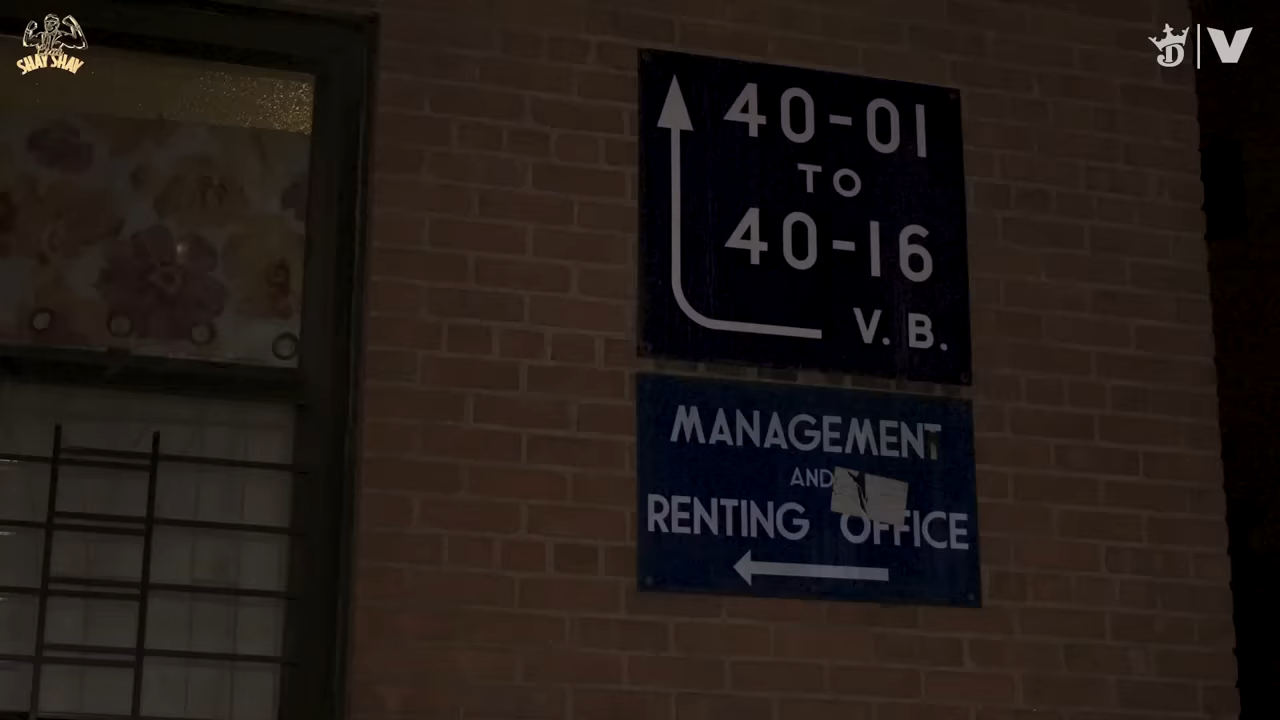 SHAY SHAY
40-01
TO
40-16
V. B.
MANAGEMENT
AND
RENTING OFFICE